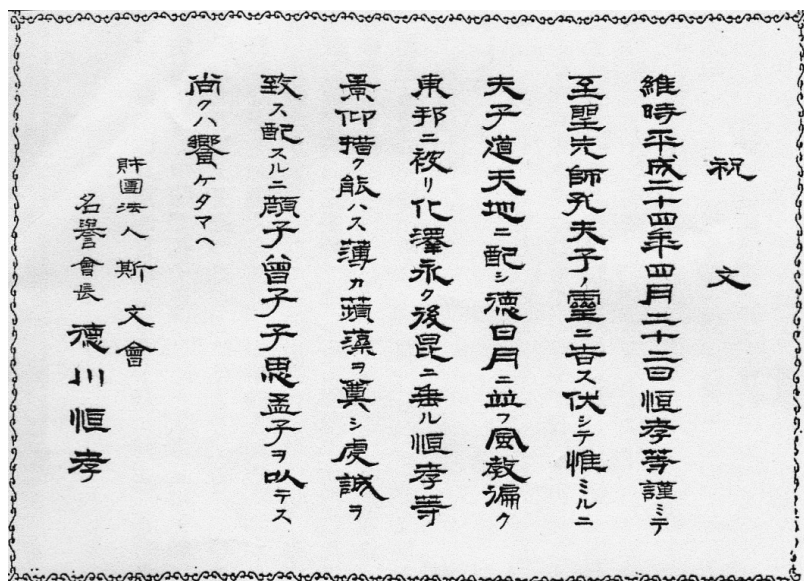 祝文
維時平成二十四年四月二十二日恒孝等謹ミテ
至聖先師孔夫子ノ靈ニ告ス伏シテ惟ミルニ
夫子道天地ニ配シ德日月ニ並フ風敎徧ク
東邦ニ被リ化澤永ク後昆ニ垂ル恒孝等
景仰措ク能ハス薄カ蘋藻ヲ奠シ虔誠ヲ
致ス配スルニ顔子曾子子思孟子ヲ以テス
尚クハ饗ケタマヘ
財團法人斯文會
名譽會長 德川恒孝